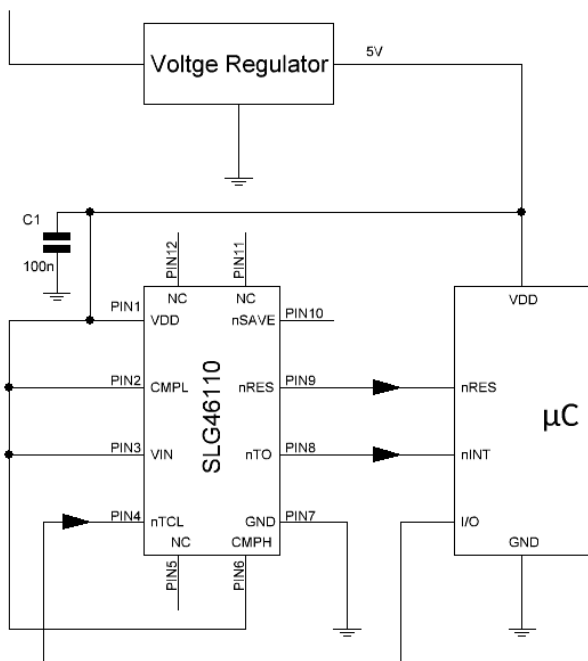 Voltge Regulator
5V
C1
100n
PIN12
PIN11
NC
NC
PIN1
VDD
nSAVE
PIN10
VDD
PIN2
CMPL
nRES
PIN9
nRES
SLG46110
µC
PIN3
VIN
nTO
PIN8
nINT
PIN4
nTCL
GND
PIN7
I/O
NC
CMPH
GND
PIN5
PIN6